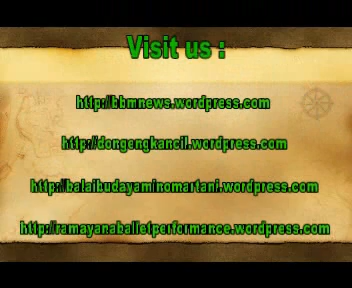 Visit us :
http://bbmnews.wordpress.com
http://dongengkancil.wordpress.com
http://balaibudayaminomartani.wordpress.com
http://ramayanaballetperformance.wordpress.com